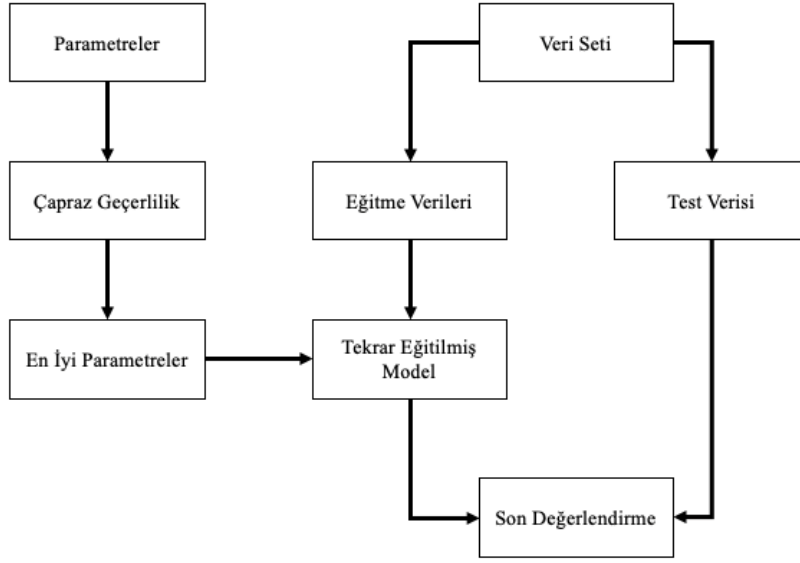 Parametreler
Veri Seti
Çapraz Geçerlilik
Eğitme Verileri
Test Verisi
En İyi Parametreler
Tekrar Eğitilmiş
Model
Son Değerlendirme